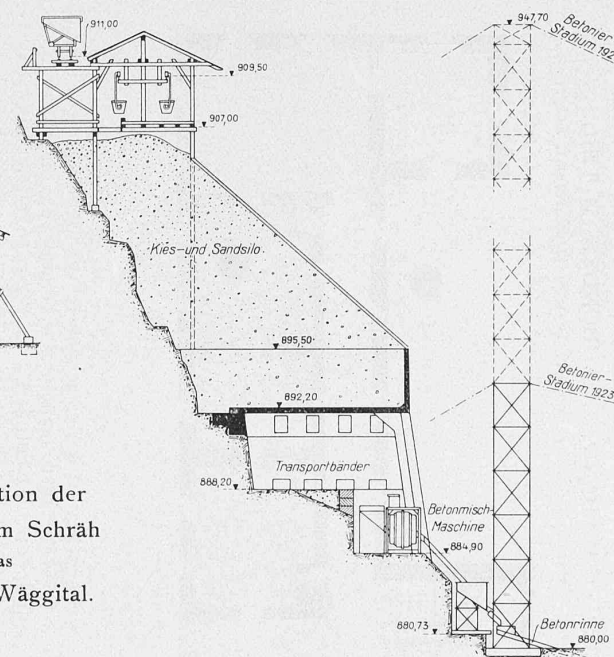 911,00
947,70
Betonier
Stadium 192
909,50
907,00
Kies- und Sandsilo
895,50
Betonier-
Stadium 1923
892,20
Transportbänder
888,20
tion der
m Schräh
as
Wäggital.
Betonmisch-
Maschine
884,90
880,73
Betonrinne
880,00